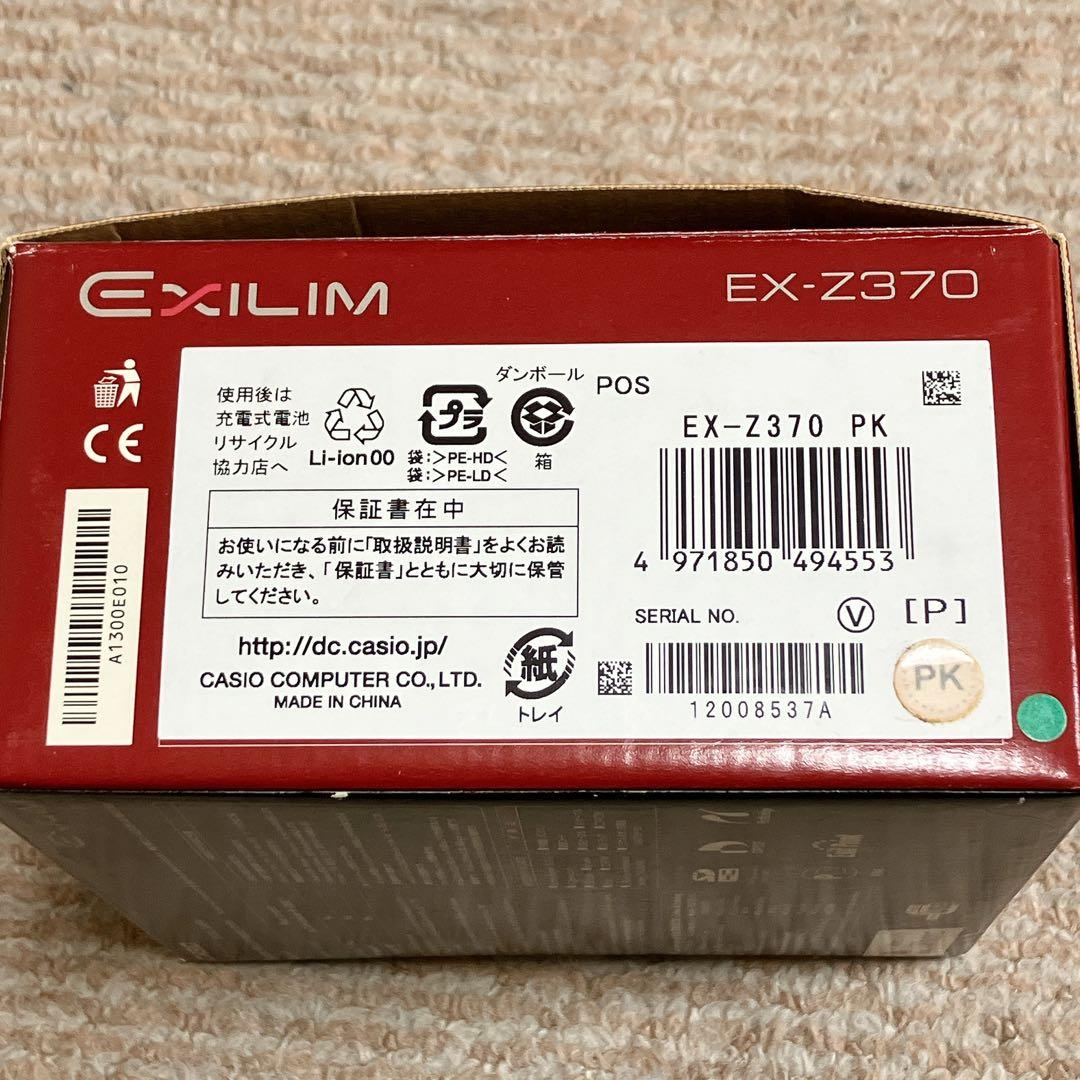 EXILIM
EX-Z370
使用後は
充電式電池
リサイクル
協力店へ
Li-ion00
プラ
袋:>PE-HD<
袋:>PE-LD<
ダンボール
箱
POS
EX-Z370 PK
4 971850 494553
CE
A1300E010
保証書在中
お使いになる前に「取扱説明書」をよくお読
みいただき、「保証書」とともに大切に保管
してください。
http://dc.casio.jp/
CASIO COMPUTER CO., LTD.
MADE IN CHINA
紙
トレイ
SERIAL NO.
V
[P]
12008537A
PK